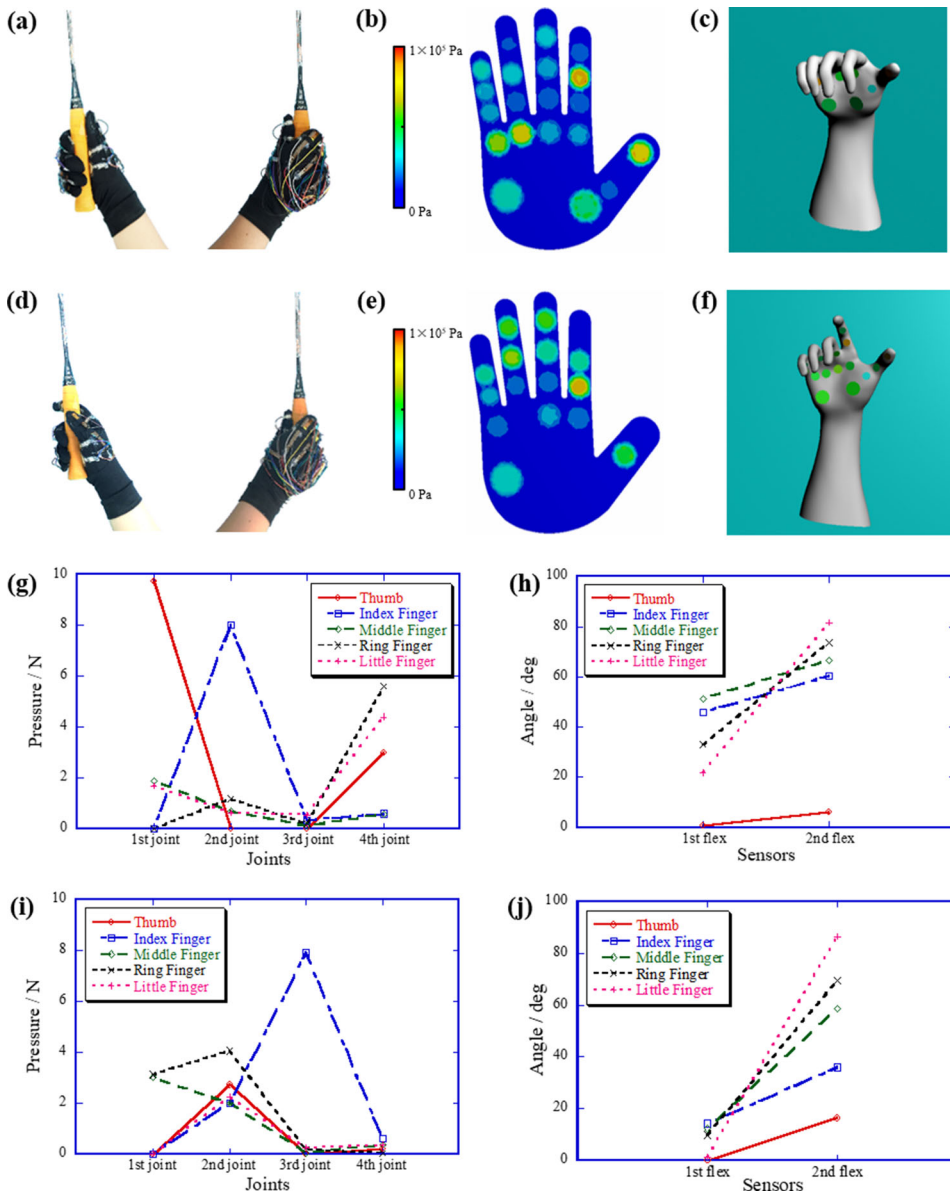 (a)
(b)
(c)
1×10⁵ Pa
0 Pa
(d)
(e)
(f)
1×10⁵ Pa
0 Pa
(g)
10
8
6
4
2
0
Pressure / N
Thumb
Index Finger
Middle Finger
Ring Finger
Little Finger
1st joint 2nd joint 3rd joint 4th joint
Joints
(h)
100
80
60
40
20
0
Angle / deg
Thumb
Index Finger
Middle Finger
Ring Finger
Little Finger
1st flex 2nd flex
Sensors
(i)
10
8
6
4
2
0
Pressure / N
Thumb
Index Finger
Middle Finger
Ring Finger
Little Finger
1st joint 2nd joint 3rd joint 4th joint
Joints
(j)
100
80
60
40
20
0
Angle / deg
Thumb
Index Finger
Middle Finger
Ring Finger
Little Finger
1st flex 2nd flex
Sensors